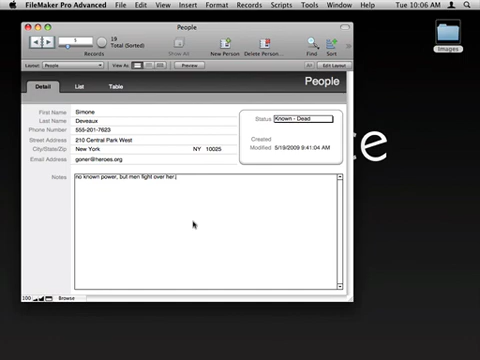 FileMaker Pro Advanced File Edit View Insert Format Records Scripts Tools Window Help Tue 10:06 AM
People
5
19
Total (Sorted)
Records
Show All
New Person
Delete Person...
Find
Sort
Layout: People
View As:
Preview
Edit Layout
Detail
List
Table
People
First Name Simone
Last Name Deveaux
Phone Number 555-201-7623
Street Address 210 Central Park West
City/State/Zip New York NY 10025
Email Address goner@heroes.org
Status Known - Dead
Created
Modified 5/19/2009 9:41:04 AM
Notes
no known power, but men fight over her.
100
Browse
Images